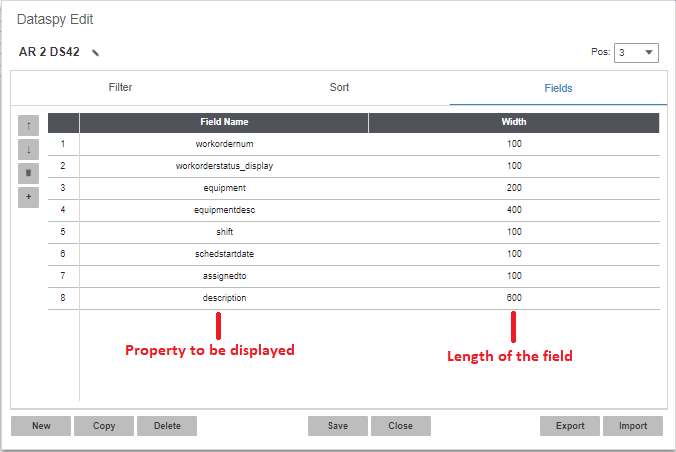 Dataspy Edit
AR 2 DS42
Pos: 3
Filter Sort Fields
Field Name Width
1 workordernum 100
2 workorderstatus_display 100
3 equipment 200
4 equipmentdesc 400
5 shift 100
6 schedstartdate 100
7 assignedto 100
8 description 600
Property to be displayed
Length of the field
New Copy Delete Save Close Export Import